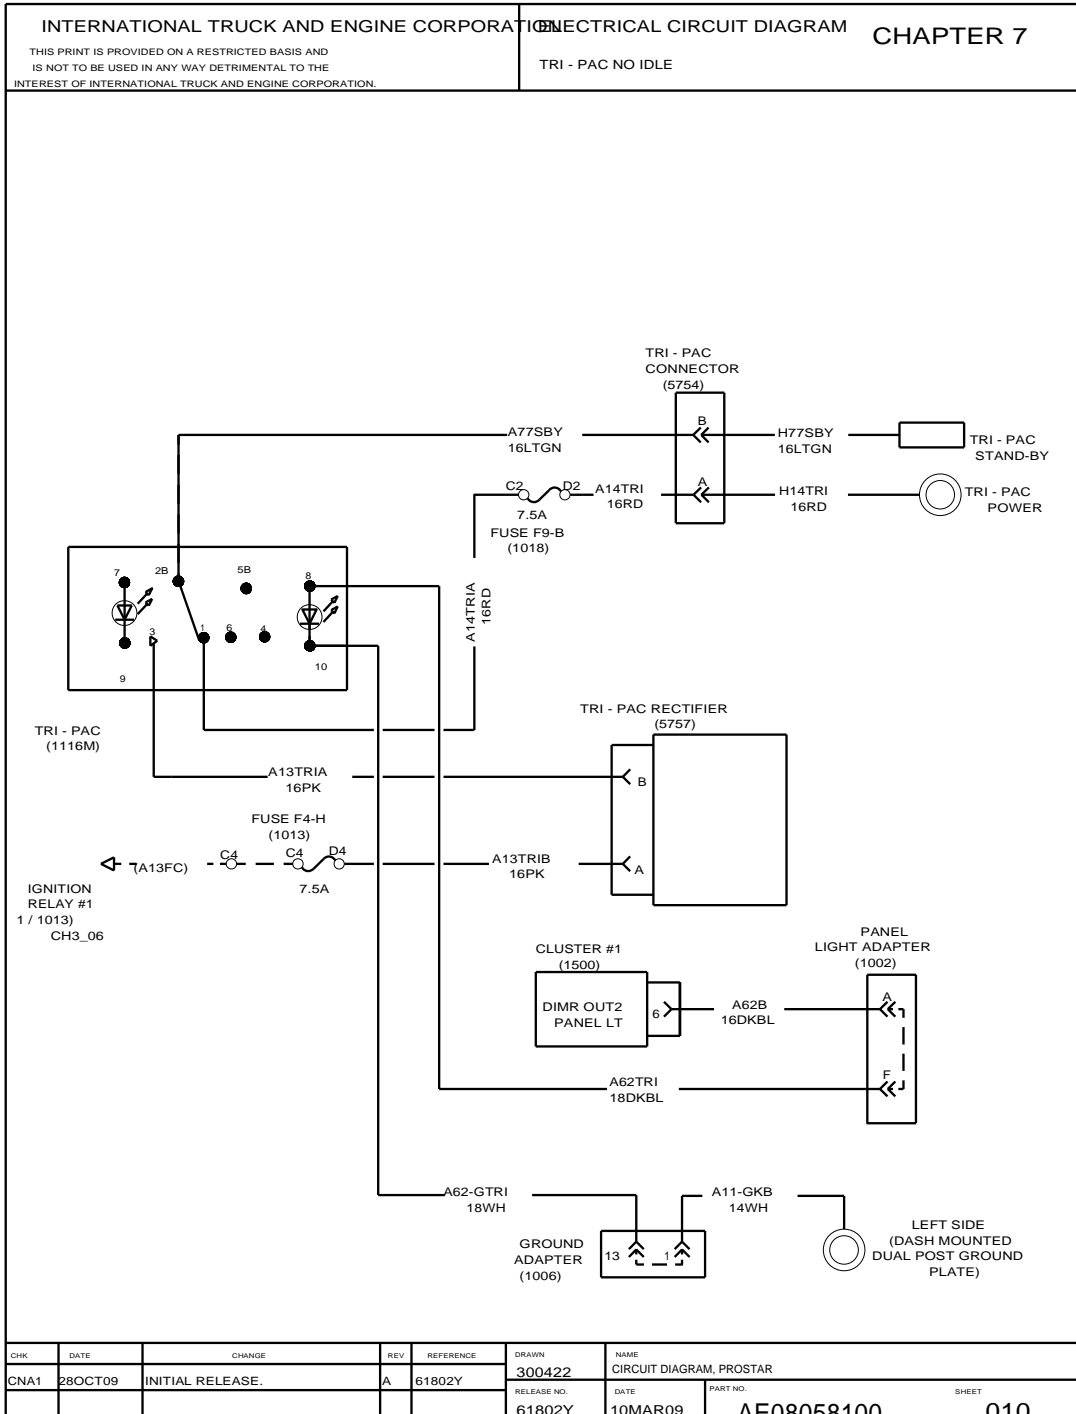 INTERNATIONAL TRUCK AND ENGINE CORPORATION
ELECTRICAL CIRCUIT DIAGRAM
CHAPTER 7
THIS PRINT IS PROVIDED ON A RESTRICTED BASIS AND
IS NOT TO BE USED IN ANY WAY DETRIMENTAL TO THE
INTEREST OF INTERNATIONAL TRUCK AND ENGINE CORPORATION.
TRI - PAC NO IDLE
TRI - PAC
CONNECTOR
(5754)
A77SBY
16LTGN
B
H77SBY
16LTGN
TRI - PAC
STAND-BY
C2
D2
7.5A
FUSE F9-B
(1018)
A14TRI
16RD
A
H14TRI
16RD
TRI - PAC
POWER
A14TRIA
16RD
7
2B
5B
8
3
1
6
4
9
10
TRI - PAC
(1116M)
TRI - PAC RECTIFIER
(5757)
A13TRIA
16PK
B
FUSE F4-H
(1013)
(A13FC)
C4
C4
D4
7.5A
A13TRIB
16PK
A
IGNITION
RELAY #1
1 / 1013)
CH3_06
CLUSTER #1
(1500)
DIMR OUT2
PANEL LT
6
A62B
16DKBL
PANEL
LIGHT ADAPTER
(1002)
A
F
A62TRI
18DKBL
A62-GTRI
18WH
A11-GKB
14WH
GROUND
ADAPTER
(1006)
13
1
LEFT SIDE
(DASH MOUNTED
DUAL POST GROUND
PLATE)
CHK
DATE
CHANGE
REV
REFERENCE
DRAWN
NAME
CNA1
28OCT09
INITIAL RELEASE.
A
61802Y
300422
CIRCUIT DIAGRAM, PROSTAR
RELEASE NO.
DATE
PART NO.
SHEET
61802Y
10MAR09
AE08058100
010